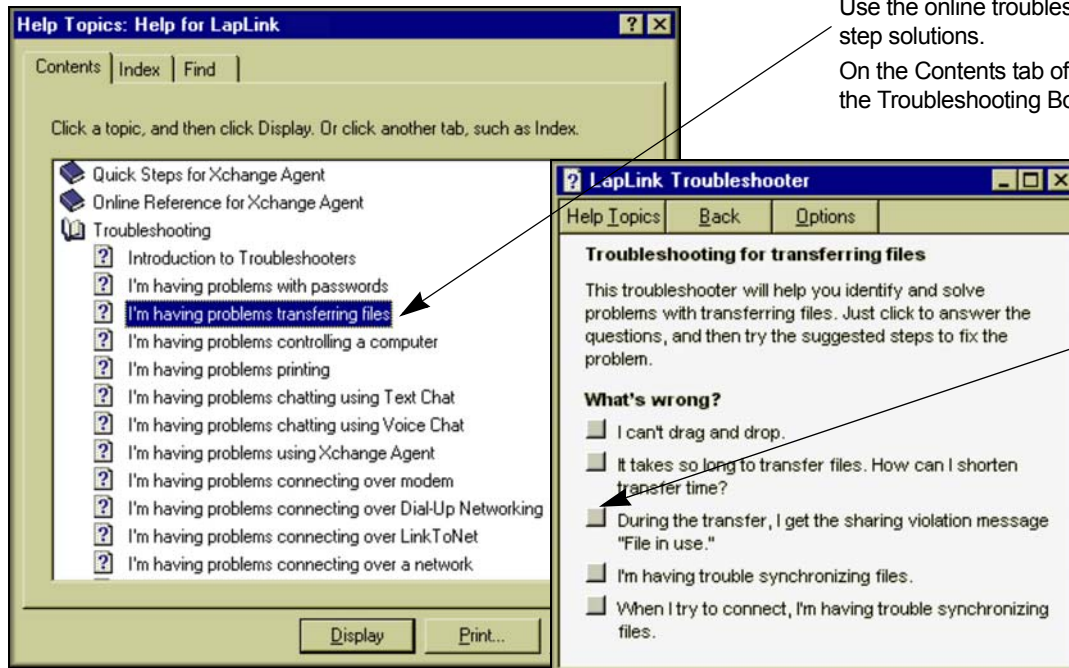 Use the online troubles
step solutions.
On the Contents tab of
the Troubleshooting Bo
Help Topics: Help for LapLink
Contents Index Find
Click a topic, and then click Display. Or click another tab, such as Index.
Quick Steps for Xchange Agent
Online Reference for Xchange Agent
Troubleshooting
Introduction to Troubleshooters
I'm having problems with passwords
I'm having problems transferring files
I'm having problems controlling a computer
I'm having problems printing
I'm having problems chatting using Text Chat
I'm having problems chatting using Voice Chat
I'm having problems using Xchange Agent
I'm having problems connecting over modem
I'm having problems connecting over Dial-Up Networking
I'm having problems connecting over LinkToNet
I'm having problems connecting over a network
Display Print...
LapLink Troubleshooter
Help Topics Back Options
Troubleshooting for transferring files
This troubleshooter will help you identify and solve
problems with transferring files. Just click to answer the
questions, and then try the suggested steps to fix the
problem.
What's wrong?
I can't drag and drop.
It takes so long to transfer files. How can I shorten
transfer time?
During the transfer, I get the sharing violation message
"File in use."
I'm having trouble synchronizing files.
When I try to connect, I'm having trouble synchronizing
files.